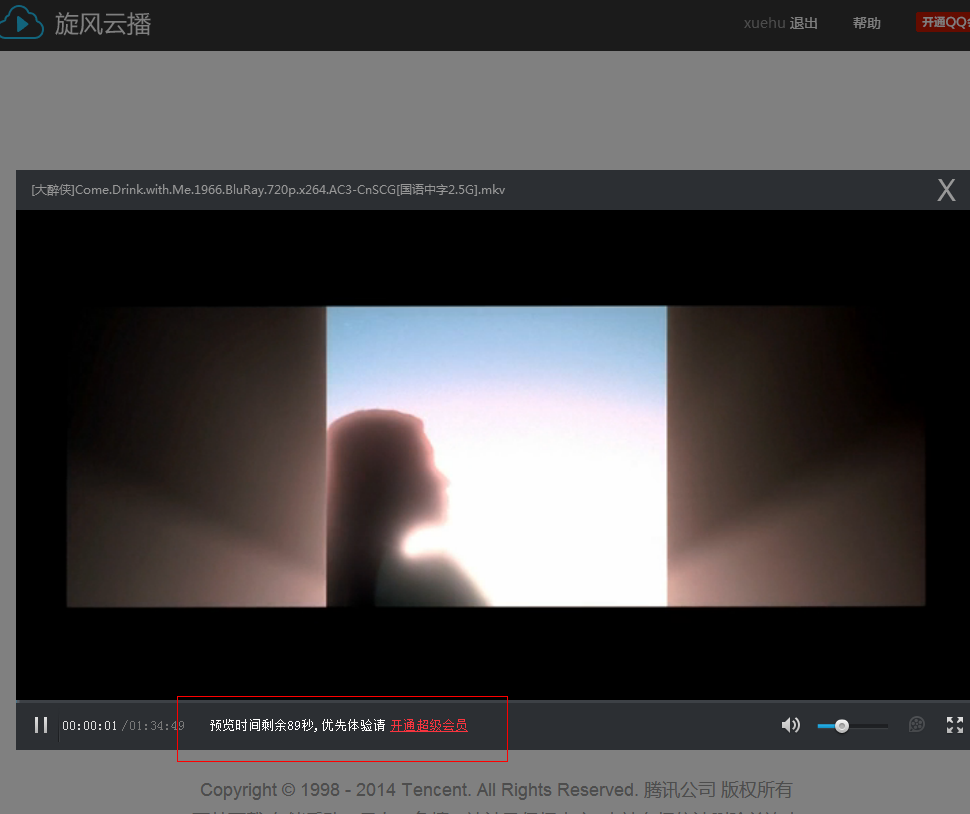 旋风云播
xuehu 退出 帮助 开通QQ
[大醉侠]Come.Drink.with.Me.1966.BluRay.720p.x264.AC3-CnSCG[国语中字2.5G].mkv
X
00:00:01 /01:34:49 预览时间剩余89秒,优先体验请 开通超级会员
Copyright © 1998 - 2014 Tencent. All Rights Reserved. 腾讯公司 版权所有